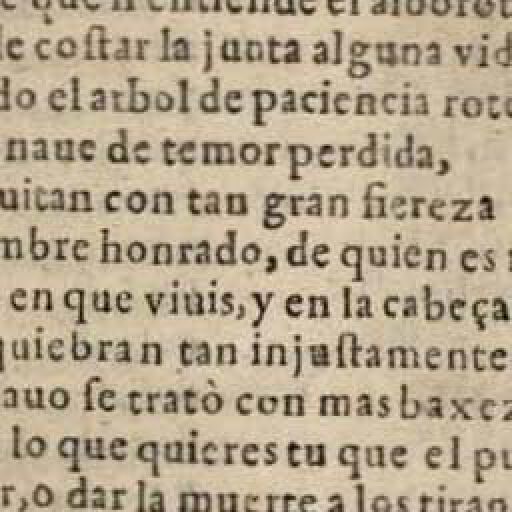 que n entiende el alborot
de coſtar la junta alguna vid
do el arbol de paciencia roto
naue de temor perdida,
uitan con tan gran fiereza
mbre honrado, de quien es
en que viuis, y en la cabeça
quiebran tan injuſtamente
auo ſe tratò con mas baxez
lo que quieres tu que el pu
r, o dar la muerte a los tiran